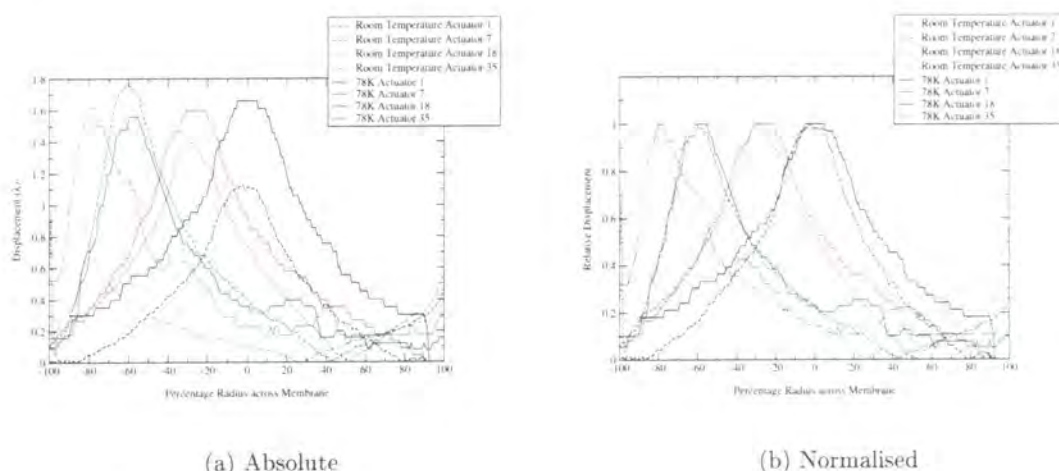 Room Temperature Actuator 1
Room Temperature Actuator 7
Room Temperature Actuator 18
Room Temperature Actuator 35
78K Actuator 1
78K Actuator 7
78K Actuator 18
78K Actuator 35
Displacement (λ)
1.8
1.6
1.4
1.2
1
0.8
0.6
0.4
0.2
0
-100 -80 -60 -40 -20 0 20 40 60 80 100
Percentage Radius across Membrane
(a) Absolute
Room Temperature Actuator 1
Room Temperature Actuator 7
Room Temperature Actuator 18
Room Temperature Actuator 35
78K Actuator 1
78K Actuator 7
78K Actuator 18
78K Actuator 35
Relative Displacement
1
0.8
0.6
0.4
0.2
0
-100 -80 -60 -40 -20 0 20 40 60 80 100
Percentage Radius across Membrane
(b) Normalised